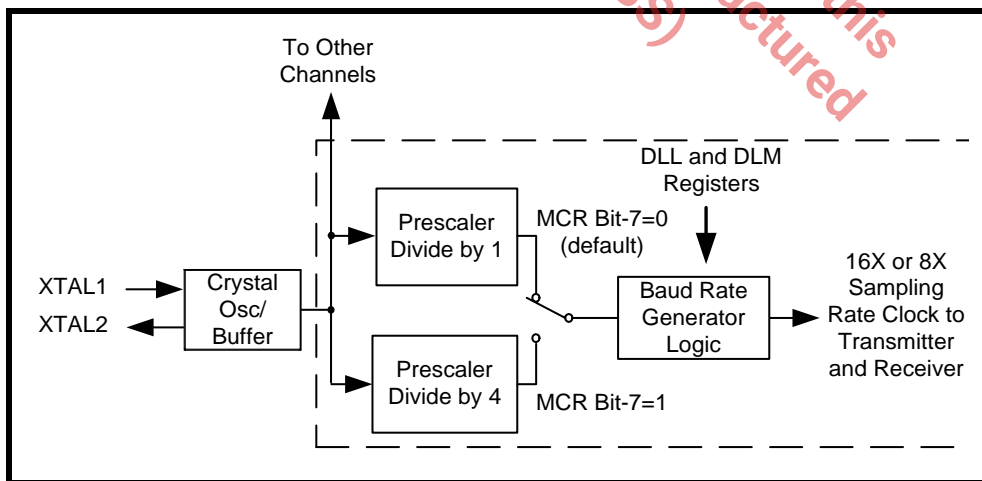 this
uctured
S)
To Other
Channels
DLL and DLM
Registers
Prescaler
Divide by 1
MCR Bit-7=0
(default)
16X or 8X
Sampling
Rate Clock to
Transmitter
and Receiver
XTAL1
XTAL2
Crystal
Osc/
Buffer
Baud Rate
Generator
Logic
Prescaler
Divide by 4
MCR Bit-7=1